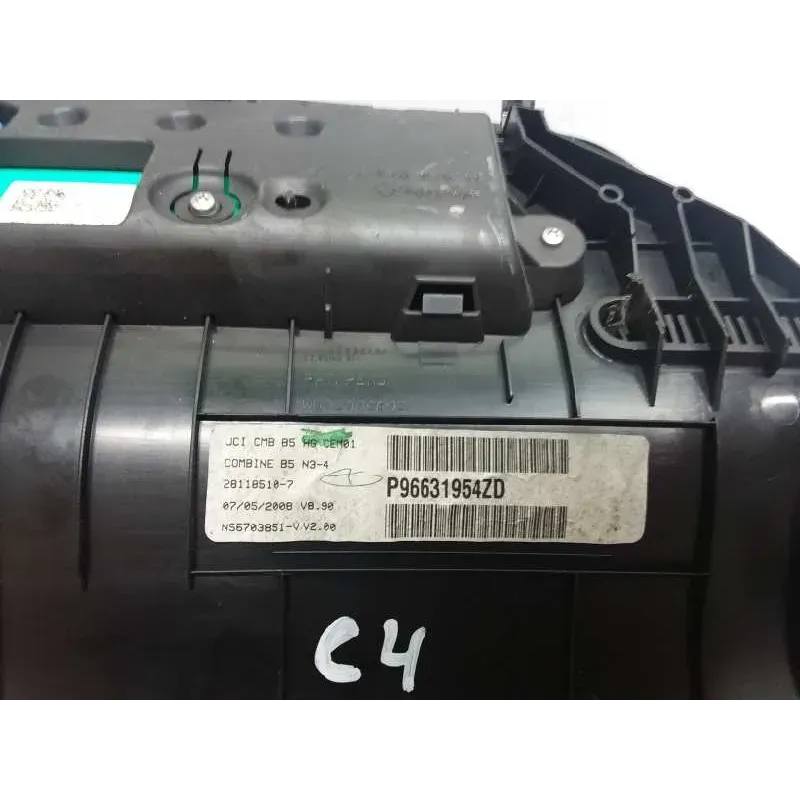 JCI CMB B5 HG CEM01
COMBINE B5 N3-4
28118510-7
07/05/2008 V8.90
NS6703851-V V2.00
P96631954ZD
C4